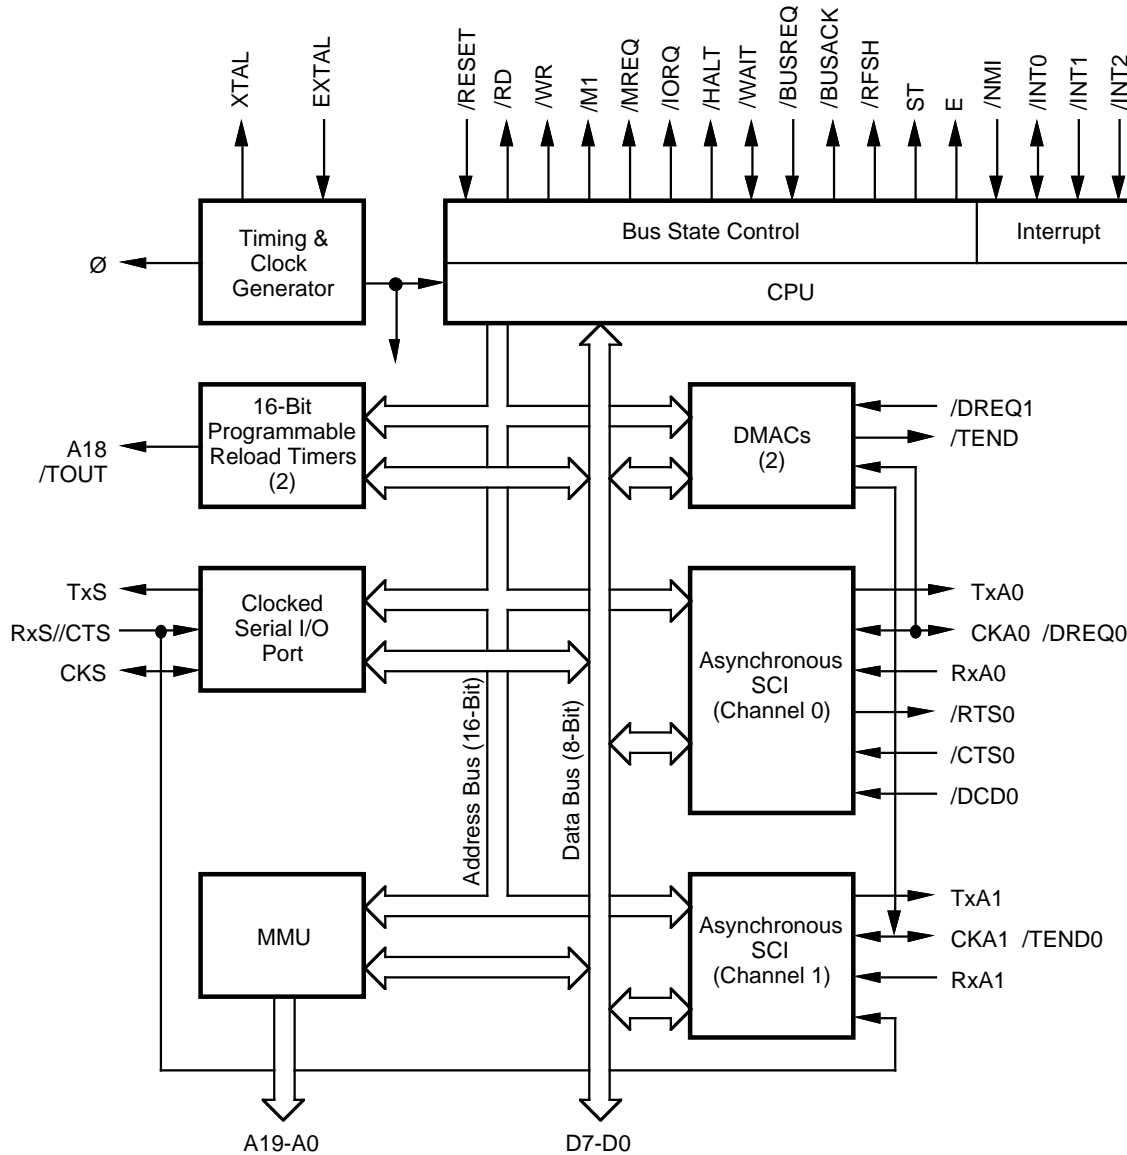 XTAL
EXTAL
/RESET
/RD
/WR
/M1
/MREQ
/IORQ
/HALT
/WAIT
/BUSREQ
/BUSACK
/RFSH
ST
E
/NMI
/INT0
/INT1
/INT2
Timing &
Clock
Generator
Ø
Bus State Control
Interrupt
CPU
16-Bit
Programmable
Reload Timers
(2)
A18
/TOUT
DMACs
(2)
/DREQ1
/TEND
TxS
RxS//CTS
CKS
Clocked
Serial I/O
Port
Asynchronous
SCI
(Channel 0)
TxA0
CKA0 /DREQ0
RxA0
/RTS0
/CTS0
/DCD0
Address Bus (16-Bit)
Data Bus (8-Bit)
MMU
Asynchronous
SCI
(Channel 1)
TxA1
CKA1 /TEND0
RxA1
A19-A0
D7-D0